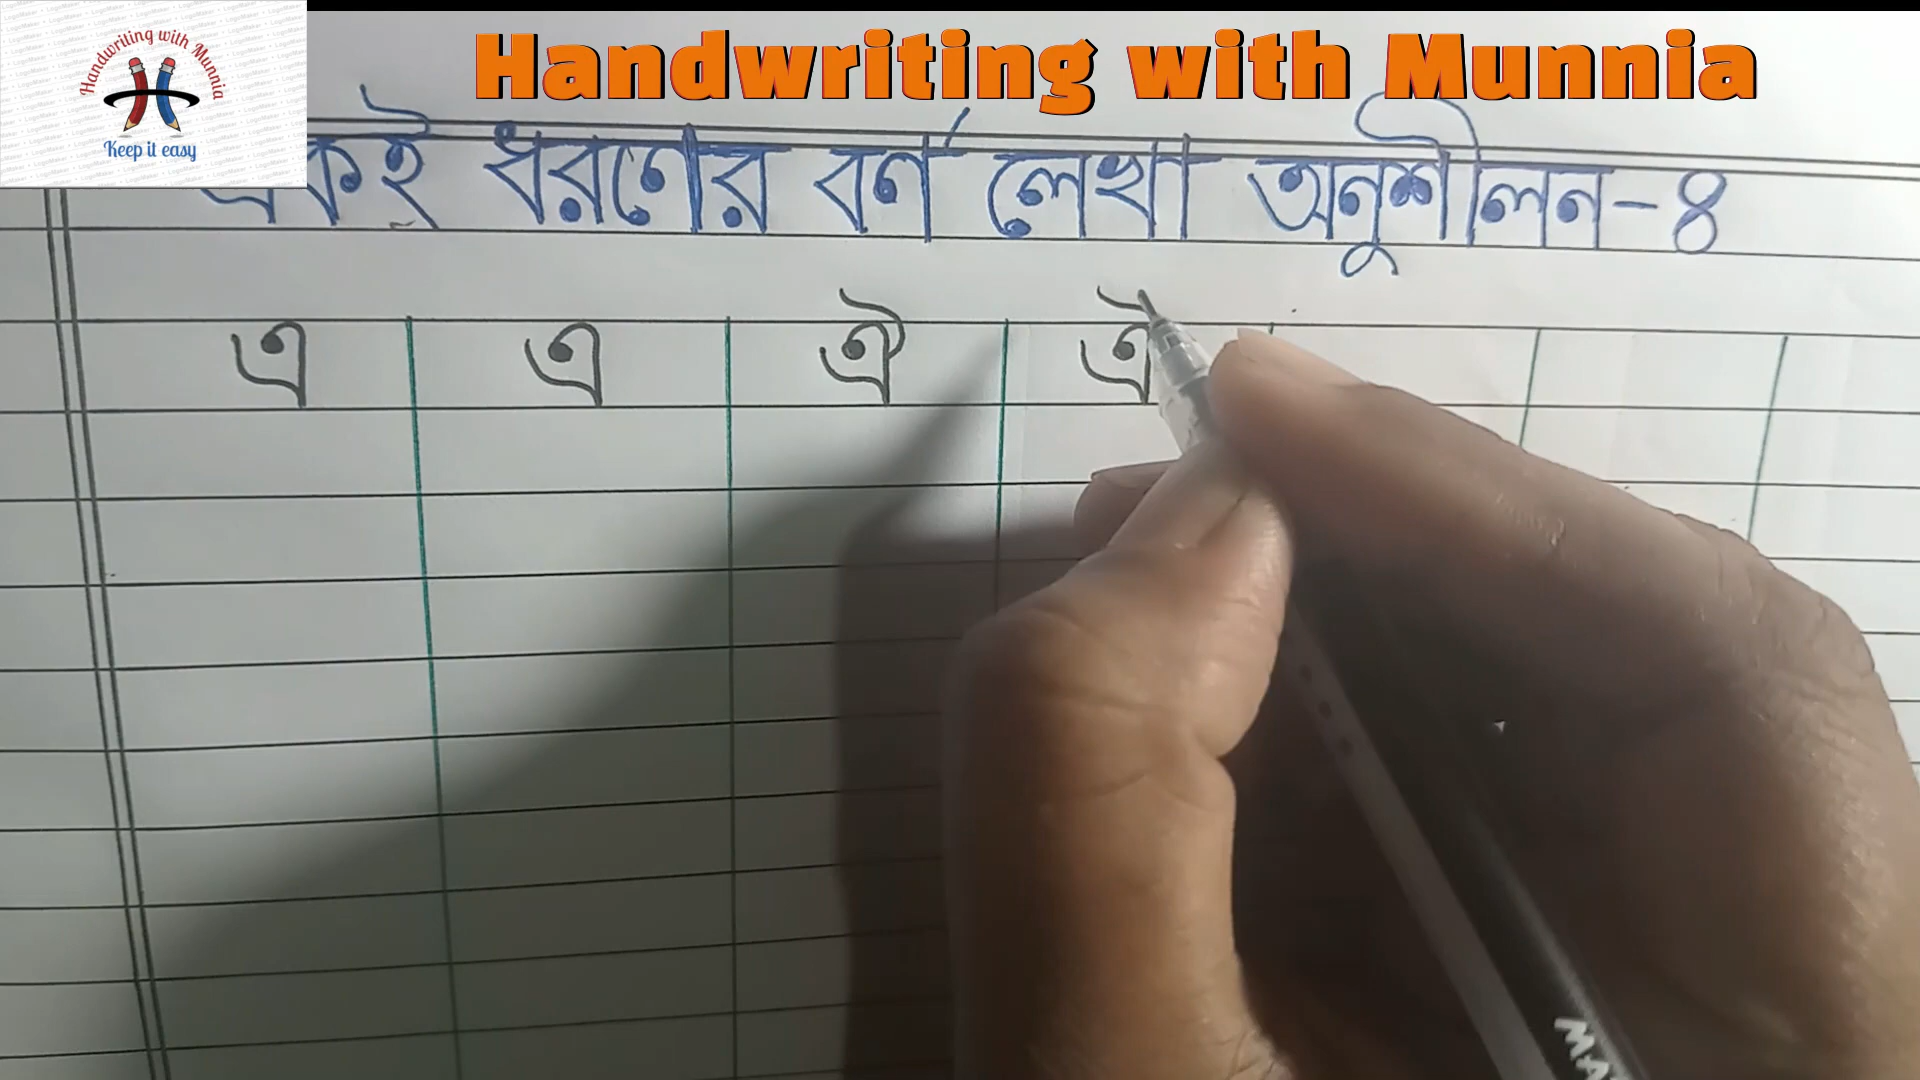 Handwriting with Munnia
Handwriting with Munnia
Keep it easy
একই ধরণের বর্ণ লেখা অনুশীলন-৪
এ এ ঐ ঐ